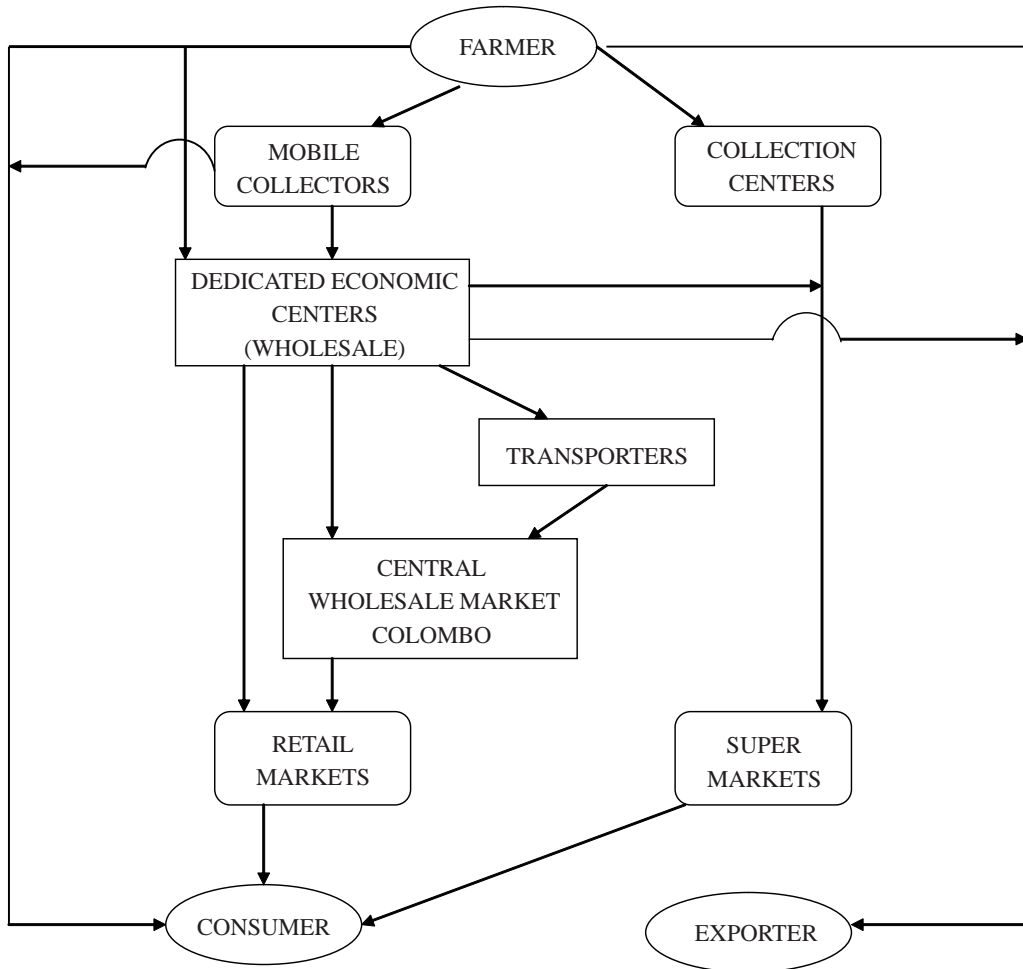 FARMER
MOBILE
COLLECTORS
COLLECTION
CENTERS
DEDICATED ECONOMIC
CENTERS
(WHOLESALE)
TRANSPORTERS
CENTRAL
WHOLESALE MARKET
COLOMBO
RETAIL
MARKETS
SUPER
MARKETS
CONSUMER
EXPORTER